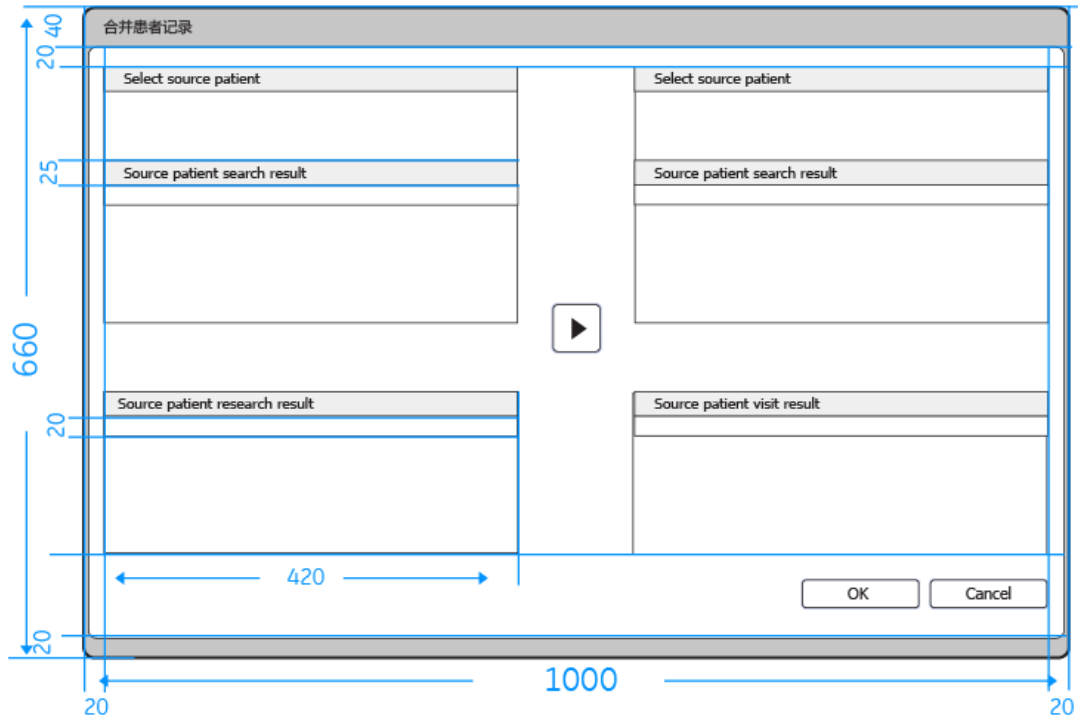 合并患者记录
40
20
Select source patient
Select source patient
25
Source patient search result
Source patient search result
660
Source patient research result
Source patient visit result
20
420
OK
Cancel
20
1000
20
20